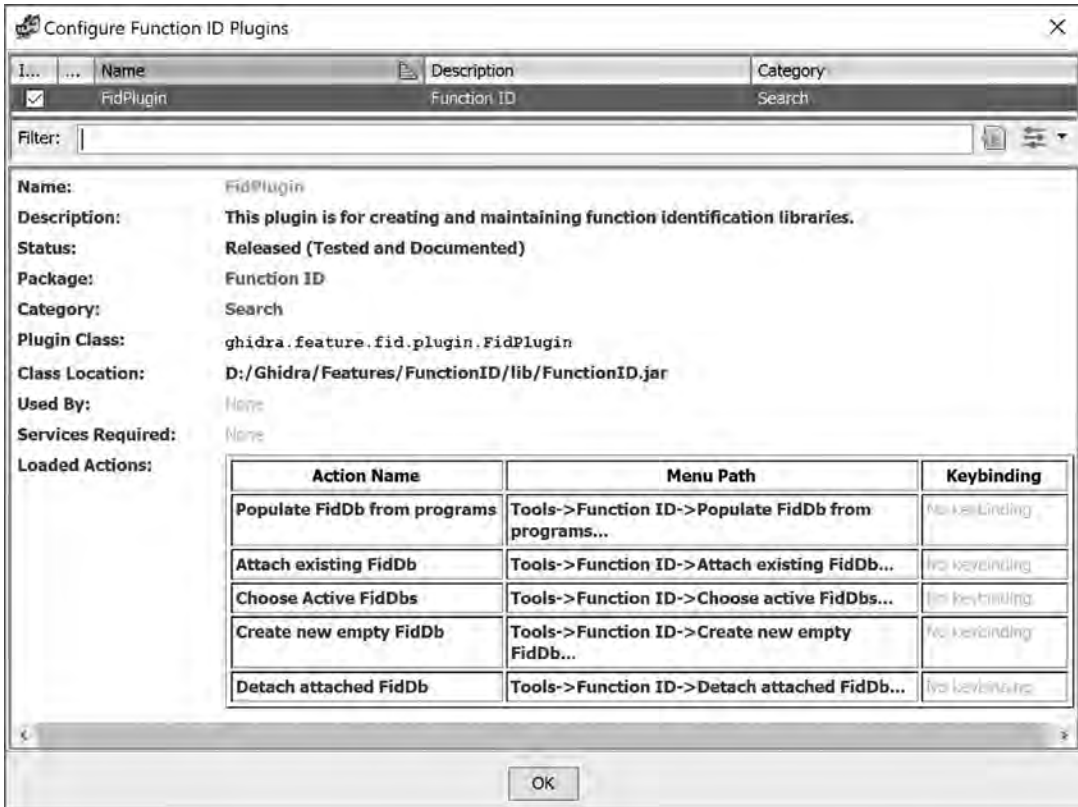 Configure Function ID Plugins
I... ... Name Description Category
FidPlugin Function ID Search
Filter:
Name: FidPlugin
Description: This plugin is for creating and maintaining function identification libraries.
Status: Released (Tested and Documented)
Package: Function ID
Category: Search
Plugin Class: ghidra.feature.fid.plugin.FidPlugin
Class Location: D:/Ghidra/Features/FunctionID/lib/FunctionID.jar
Used By: None
Services Required: None
Loaded Actions:
Action Name Menu Path Keybinding
Populate FidDb from programs Tools->Function ID->Populate FidDb from No keybinding
programs...
Attach existing FidDb Tools->Function ID->Attach existing FidDb... No keybinding
Choose Active FidDbs Tools->Function ID->Choose active FidDbs... No keybinding
Create new empty FidDb Tools->Function ID->Create new empty No keybinding
FidDb...
Detach attached FidDb Tools->Function ID->Detach attached FidDb... No keybinding
OK